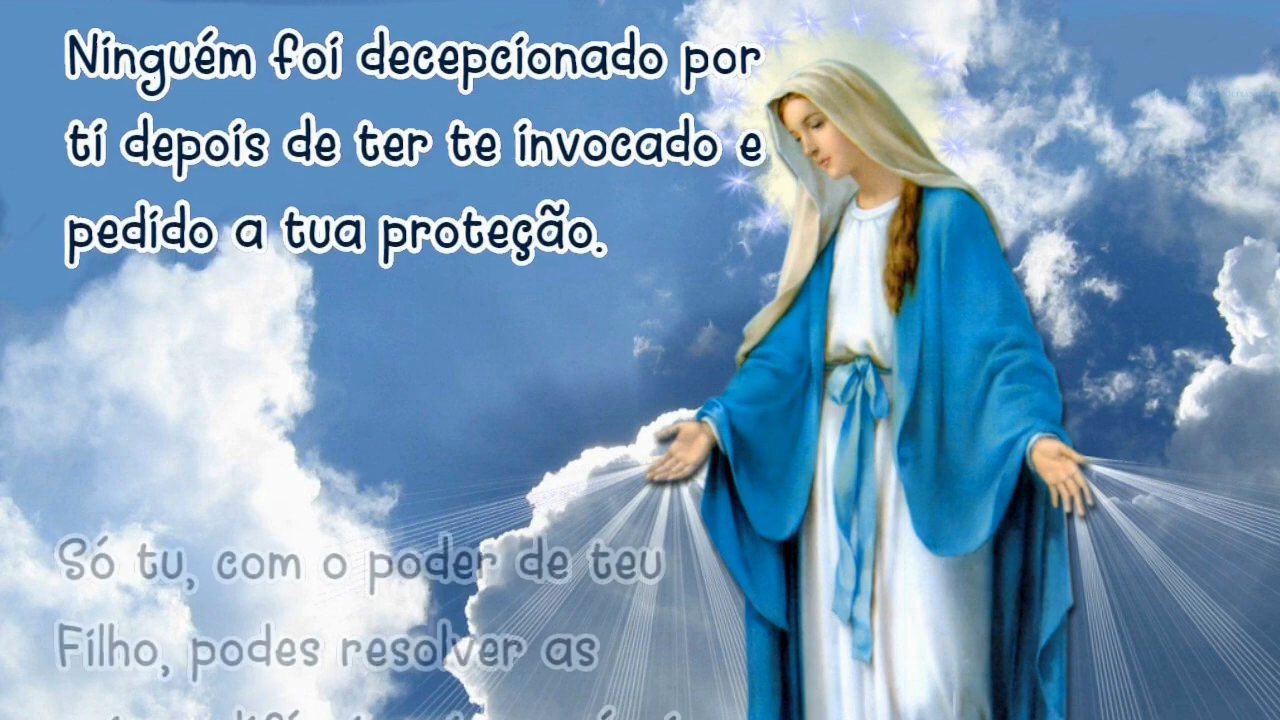 Ninguém foi decepcionado por
ti depois de ter te invocado e
pedido a tua proteção.
Só tu, com o poder de teu
Filho, podes resolver as